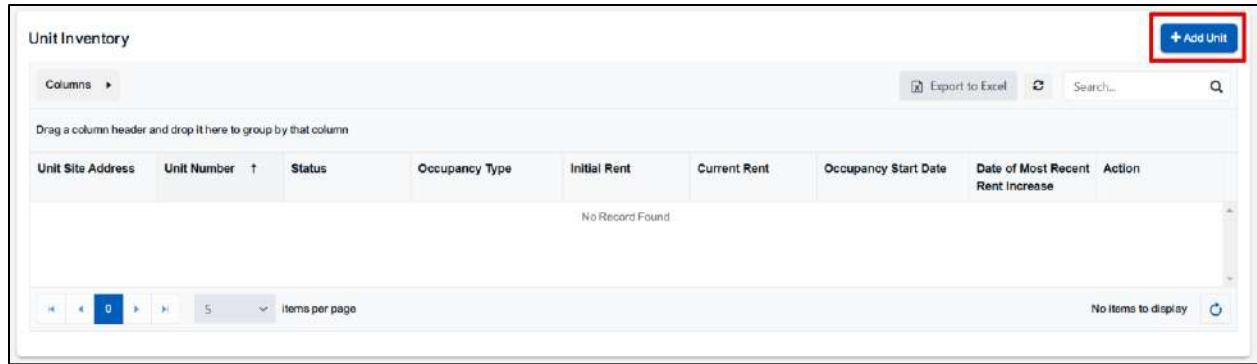 Unit Inventory
+ Add Unit
Columns
Export to Excel
Search...
Drag a column header and drop it here to group by that column
Unit Site Address Unit Number ↑ Status Occupancy Type Initial Rent Current Rent Occupancy Start Date Date of Most Recent Rent Increase Action
No Record Found
0 5 items per page No items to display